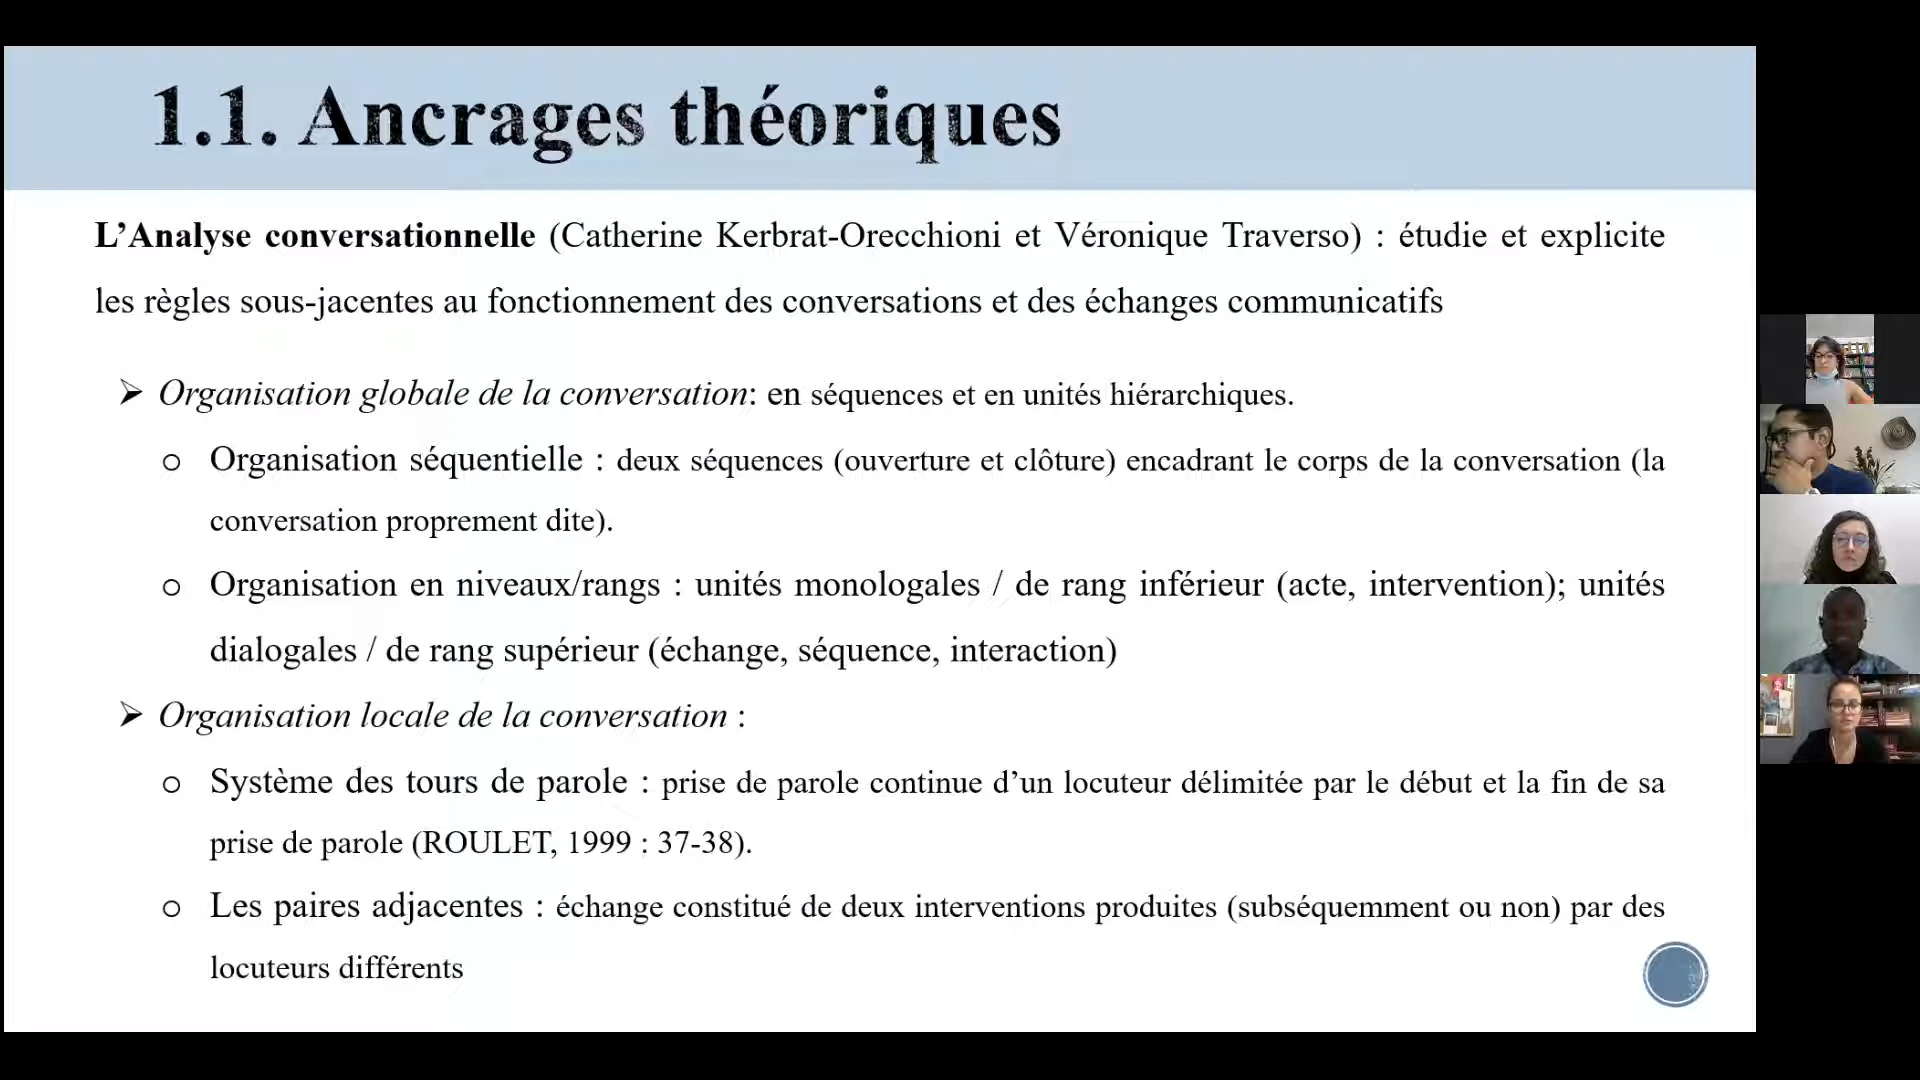 1.1. Ancrages théoriques
L’Analyse conversationnelle (Catherine Kerbrat-Orecchioni et Véronique Traverso) : étudie et explicite
les règles sous-jacentes au fonctionnement des conversations et des échanges communicatifs
➢ Organisation globale de la conversation: en séquences et en unités hiérarchiques.
o Organisation séquentielle : deux séquences (ouverture et clôture) encadrant le corps de la conversation (la
conversation proprement dite).
o Organisation en niveaux/rangs : unités monologales / de rang inférieur (acte, intervention); unités
dialogales / de rang supérieur (échange, séquence, interaction)
➢ Organisation locale de la conversation :
o Système des tours de parole : prise de parole continue d’un locuteur délimitée par le début et la fin de sa
prise de parole (ROULET, 1999 : 37-38).
o Les paires adjacentes : échange constitué de deux interventions produites (subséquemment ou non) par des
locuteurs différents